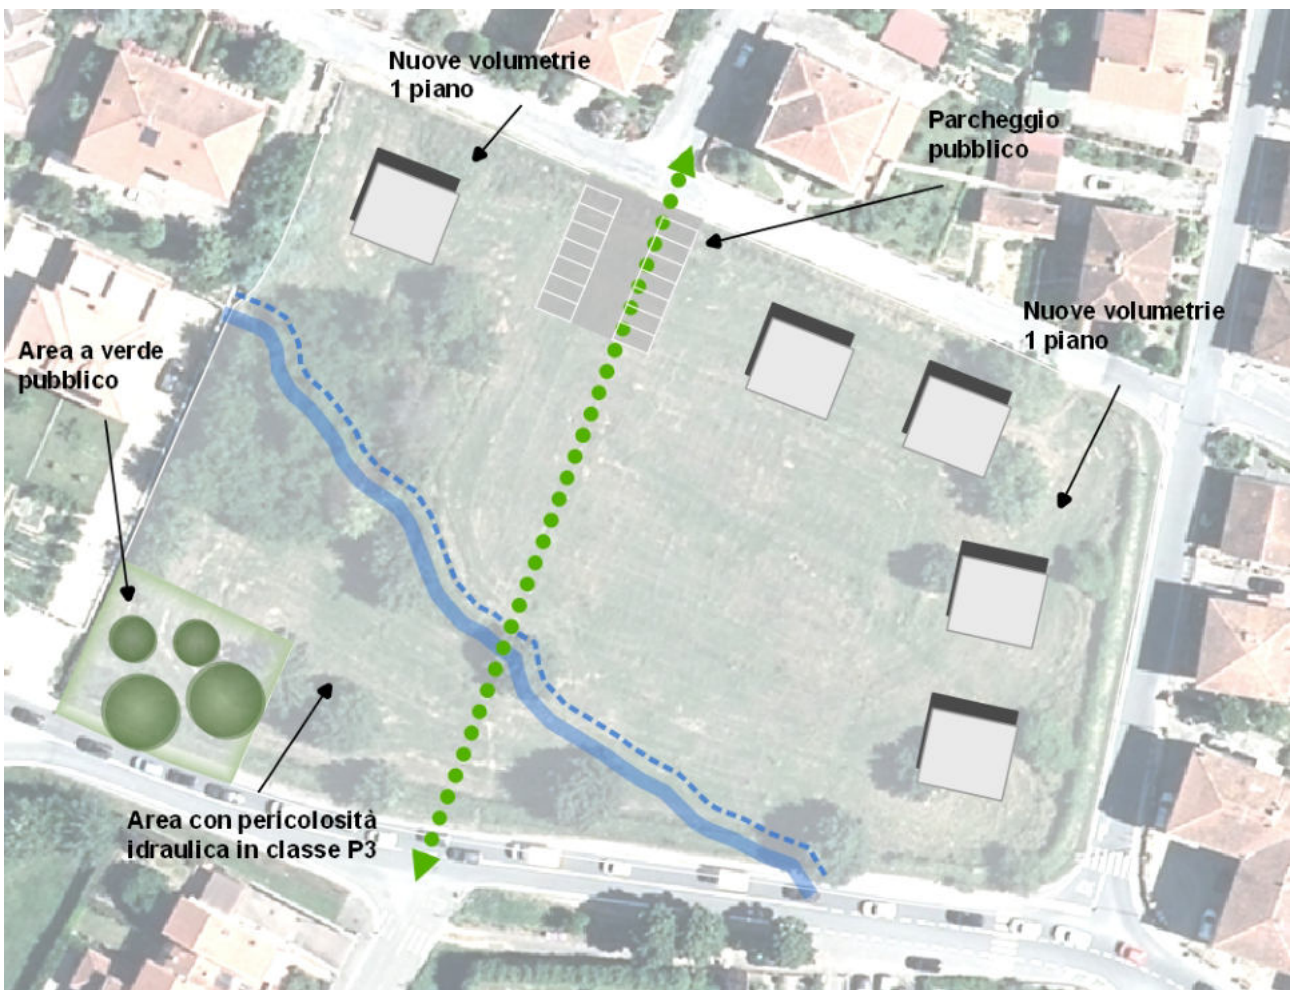 Nuove volumetrie
1 piano
Parcheggio
pubblico
Nuove volumetrie
1 piano
Area a verde
pubblico
Area con pericolosità
idraulica in classe P3